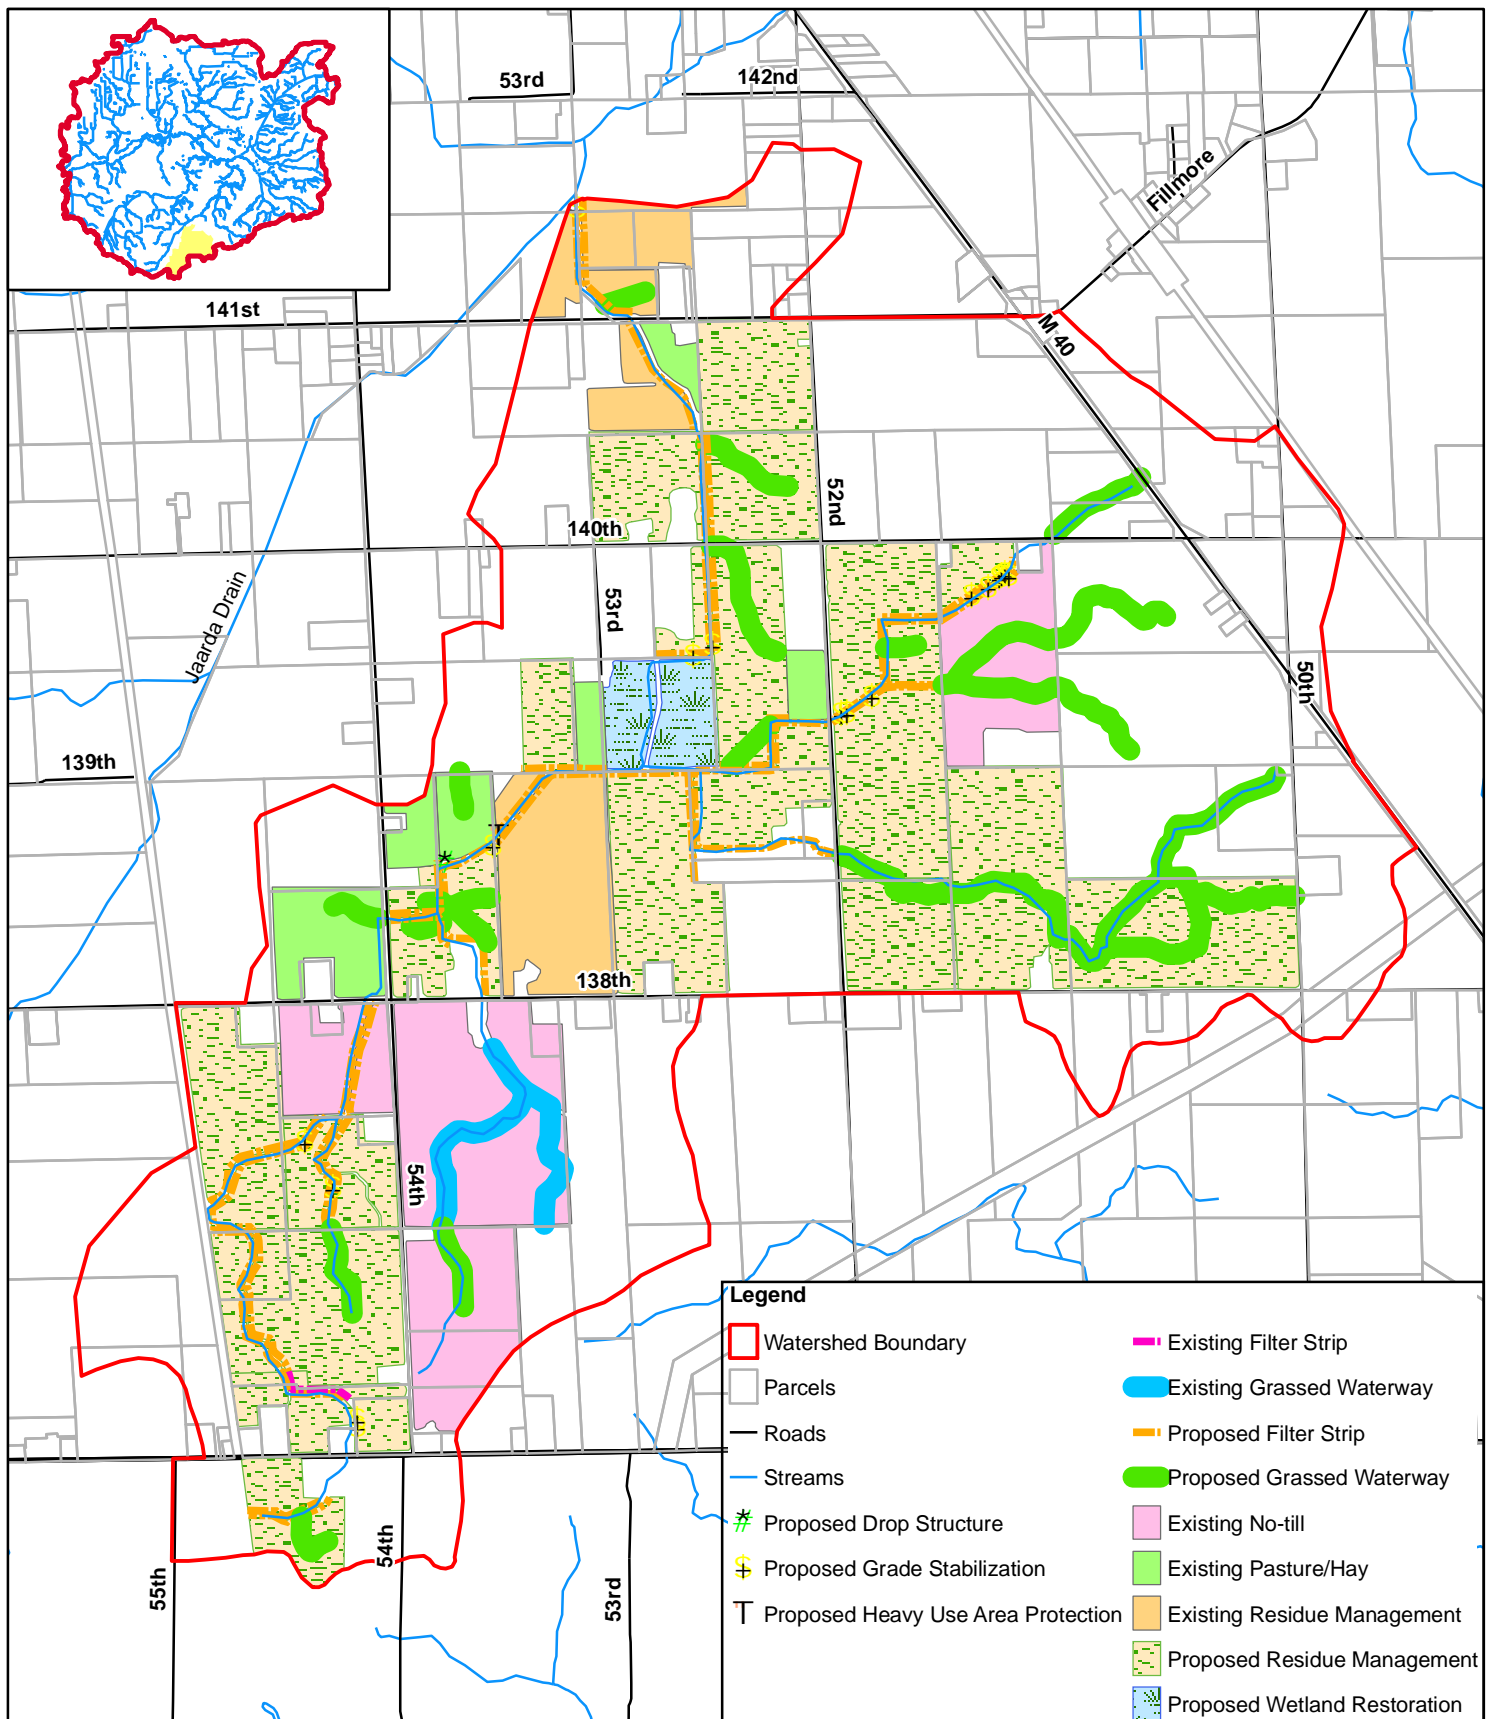 53rd
142nd
Fillmore
141st
M 40
52nd
140th
53rd
Jaarda Drain
50th
139th
138th
54th
55th
54th
53rd
Legend
Watershed Boundary
Parcels
Roads
Streams
Proposed Drop Structure
Proposed Grade Stabilization
Proposed Heavy Use Area Protection
Existing Filter Strip
Existing Grassed Waterway
Proposed Filter Strip
Proposed Grassed Waterway
Existing No-till
Existing Pasture/Hay
Existing Residue Management
Proposed Residue Management
Proposed Wetland Restoration